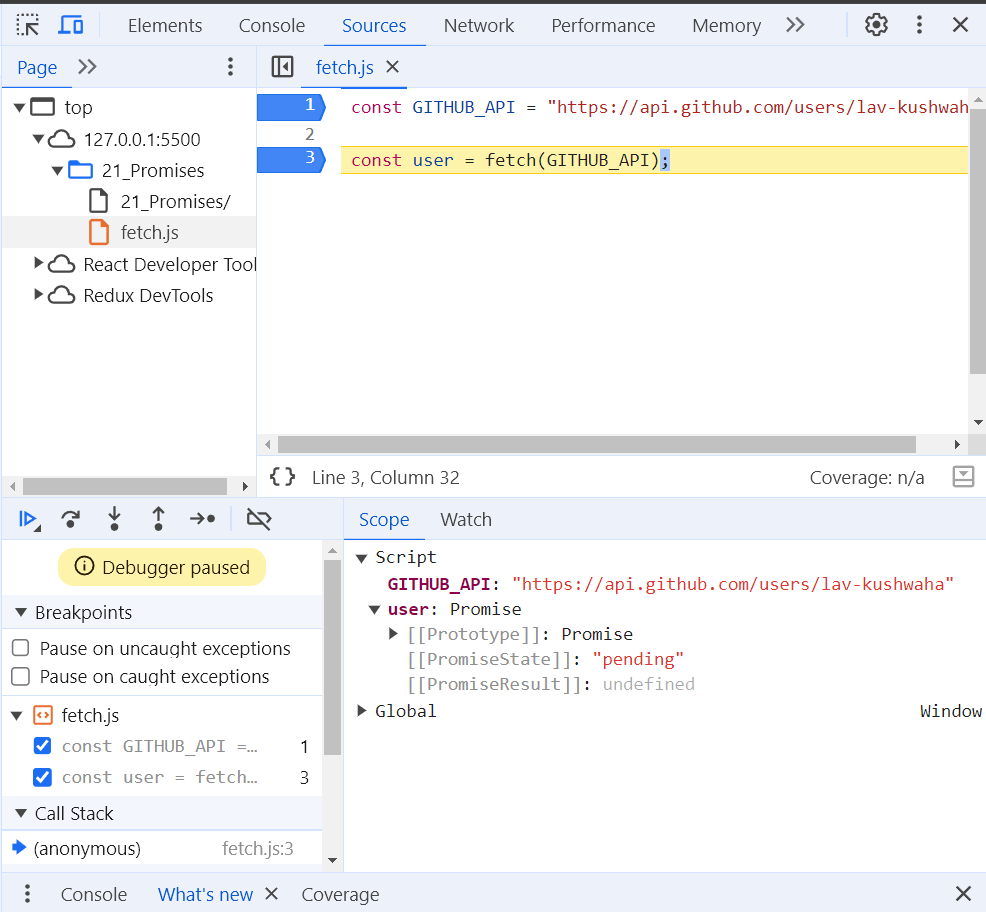 Elements Console Sources Network Performance Memory
Page
fetch.js
top
127.0.0.1:5500
21_Promises
21_Promises/
fetch.js
React Developer Tool
Redux DevTools
1 const GITHUB_API = "https://api.github.com/users/lav-kushwah
2
3 const user = fetch(GITHUB_API);
{} Line 3, Column 32 Coverage: n/a
Debugger paused
Breakpoints
Pause on uncaught exceptions
Pause on caught exceptions
fetch.js
const GITHUB_API =… 1
const user = fetch… 3
Call Stack
(anonymous) fetch.js:3
Scope Watch
Script
GITHUB_API: "https://api.github.com/users/lav-kushwaha"
user: Promise
[[Prototype]]: Promise
[[PromiseState]]: "pending"
[[PromiseResult]]: undefined
Global Window
Console What's new Coverage